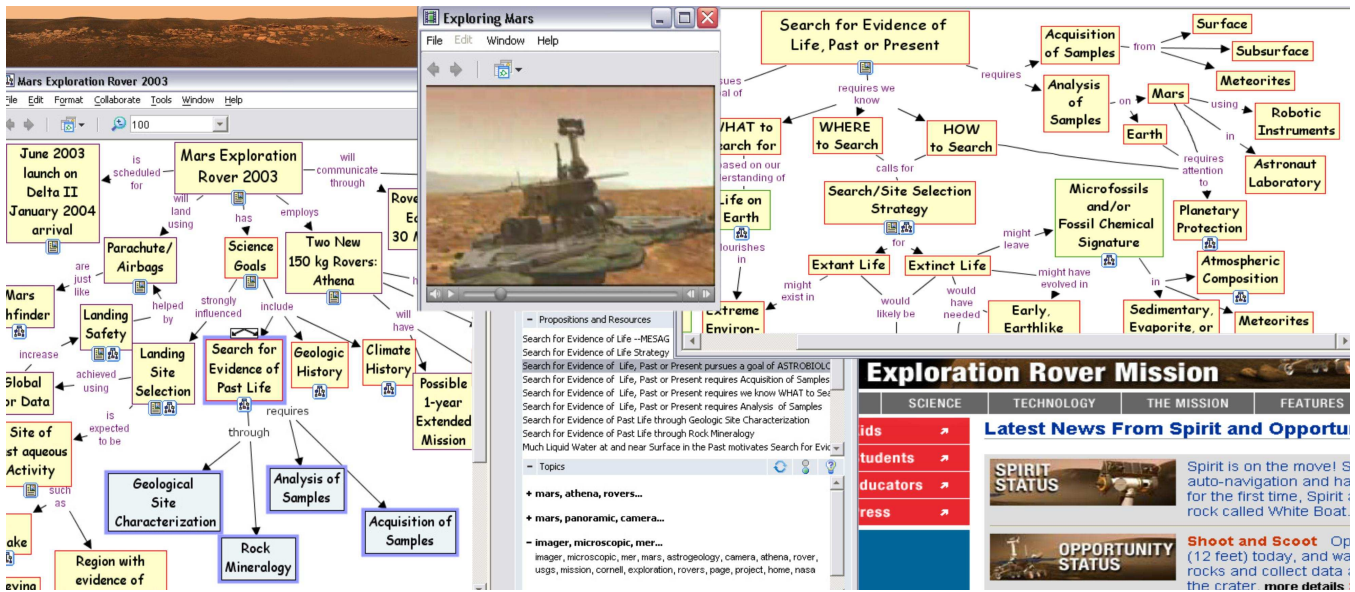 Mars Exploration Rover 2003
File Edit Format Collaborate Tools Window Help
100
June 2003
launch on
Delta II
January 2004
arrival
is
scheduled
for
Mars Exploration
Rover 2003
will
communicate
through
will
land
using
has
employs
Parachute/
Airbags
Science
Goals
Two New
150 kg Rovers:
Athena
30
are
just
like
Mars
helped
by
strongly
influenced
include
will
have
Landing
Safety
increase
Landing
Site
Selection
achieved
using
Search for
Evidence of
Past Life
Geologic
History
Climate
History
Possible
1-year
Extended
Mission
Global
Data
is
expected
to be
Site of
aqueous
Activity
such
as
through
requires
Geological
Site
Characterization
Rock
Mineralogy
Analysis of
Samples
Acquisition of
Samples
Region with
evidence of
Exploring Mars
File Edit Window Help
Search for Evidence of
Life, Past or Present
requires we
know
requires
Acquisition
of Samples
from
Surface
Subsurface
Meteorites
Analysis
of
Samples
on
Mars
Earth
using
Robotic
Instruments
in
Astronaut
Laboratory
requires
attention
to
Planetary
Protection
WHAT to
Search for
WHERE
to Search
HOW
to Search
based on our
understanding of
calls for
Life on
Earth
flourishes
in
Search/Site Selection
Strategy
for
Extant Life
Extinct Life
might
exist in
would
likely be
would
have
needed
might
leave
might have
evolved in
Microfossils
and/or
Fossil Chemical
Signature
in
Atmospheric
Composition
Meteorites
Sedimentary,
Evaporite, or
Early,
Earthlike
Extreme
Environ-
Propositions and Resources
Search for Evidence of Life --MESAG
Search for Evidence of Life Strategy
Search for Evidence of Life, Past or Present pursues a goal of ASTROBIOLO
Search for Evidence of Life, Past or Present requires Acquisition of Samples
Search for Evidence of Life, Past or Present requires we know WHAT to Sea
Search for Evidence of Life, Past or Present requires Analysis of Samples
Search for Evidence of Past Life through Geologic Site Characterization
Search for Evidence of Past Life through Rock Mineralogy
Much Liquid Water at and near Surface in the Past motivates Search for Evic
Topics
+ mars, athena, rovers...
+ mars, panoramic, camera...
− imager, microscopic, mer...
imager, microscopic, mer, mars, astrogeology, camera, athena, rover,
usgs, mission, cornell, exploration, rovers, page, project, home, nasa
Exploration Rover Mission
SCIENCE TECHNOLOGY THE MISSION FEATURES
Kids
Students
Educators
Press
Latest News From Spirit and Opportu
SPIRIT
STATUS
Spirit is on the move! S
auto-navigation and ha
for the first time, Spirit
rock called White Boat.
OPPORTUNITY
STATUS
Shoot and Scoot Op
(12 feet) today, and wa
rocks and collect data
the crater. more details